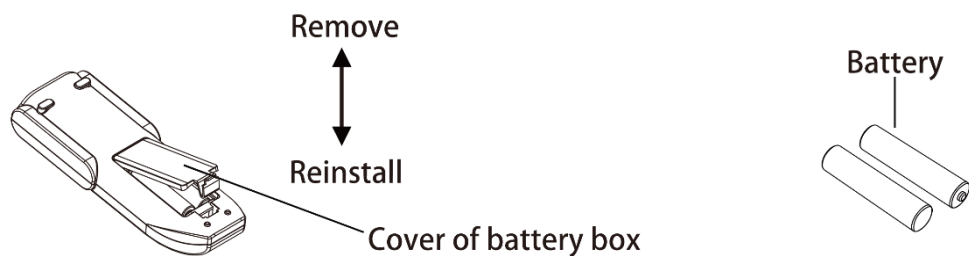 Remove
Battery
Reinstall
Cover of battery box